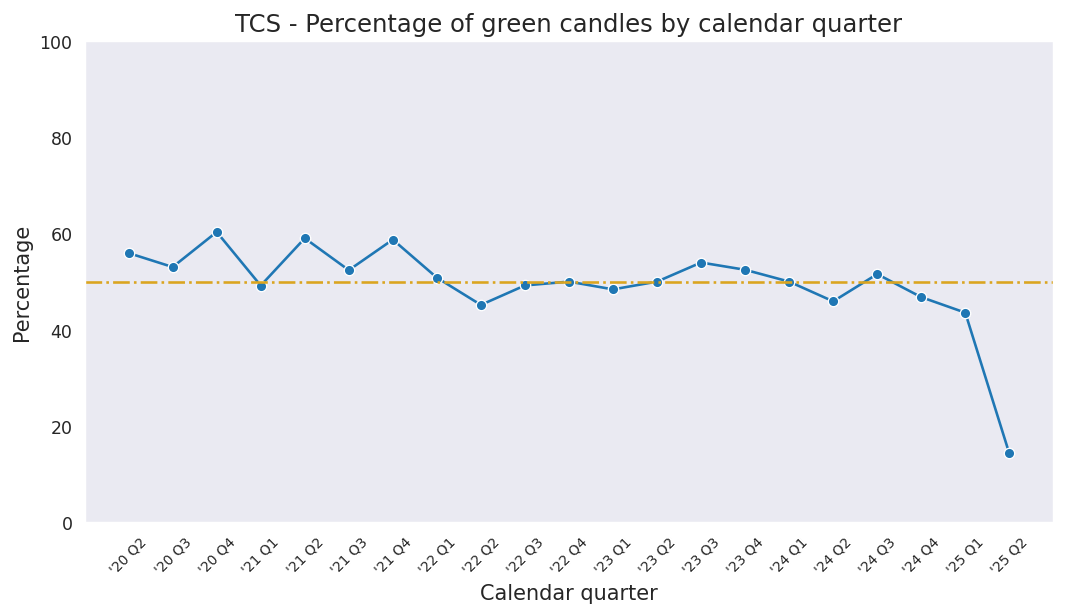 TCS - Percentage of green candles by calendar quarter
100
80
60
40
20
0
Percentage
'20 Q2
'20 Q3
'20 Q4
'21 Q1
'21 Q2
'21 Q3
'21 Q4
'22 Q1
'22 Q2
'22 Q3
'22 Q4
'23 Q1
'23 Q2
'23 Q3
'23 Q4
'24 Q1
'24 Q2
'24 Q3
'24 Q4
'25 Q1
'25 Q2
Calendar quarter